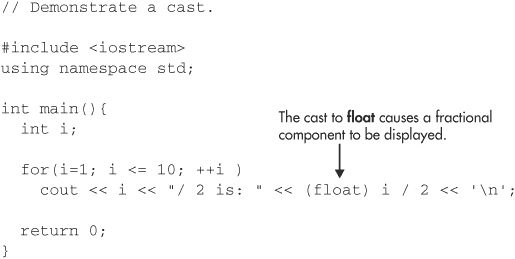 // Demonstrate a cast.
#include <iostream>
using namespace std;
int main(){
int i;
The cast to float causes a fractional
component to be displayed.
for(i=1; i <= 10; ++i )
cout << i << "/ 2 is: " << (float) i / 2 << '\n';
return 0;
}